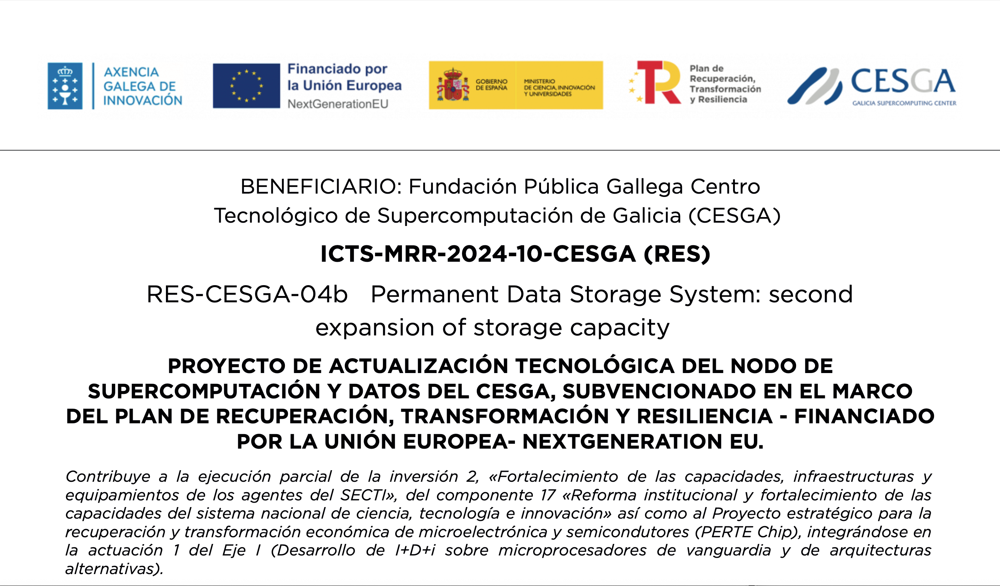 AXENCIA
GALEGA DE
INNOVACIÓN
Financiado por
la Unión Europea
NextGenerationEU
GOBIERNO
DE ESPAÑA
MINISTERIO
DE CIENCIA, INNOVACIÓN
Y UNIVERSIDADES
TR
Plan de
Recuperación,
Transformación
y Resiliencia
CESGA
GALICIA SUPERCOMPUTING CENTER
BENEFICIARIO: Fundación Pública Gallega Centro
Tecnológico de Supercomputación de Galicia (CESGA)
ICTS-MRR-2024-10-CESGA (RES)
RES-CESGA-04b Permanent Data Storage System: second
expansion of storage capacity
PROYECTO DE ACTUALIZACIÓN TECNOLÓGICA DEL NODO DE
SUPERCOMPUTACIÓN Y DATOS DEL CESGA, SUBVENCIONADO EN EL MARCO
DEL PLAN DE RECUPERACIÓN, TRANSFORMACIÓN Y RESILIENCIA - FINANCIADO
POR LA UNIÓN EUROPEA- NEXTGENERATION EU.
Contribuye a la ejecución parcial de la inversión 2, «Fortalecimiento de las capacidades, infraestructuras y
equipamientos de los agentes del SECTI», del componente 17 «Reforma institucional y fortalecimiento de las
capacidades del sistema nacional de ciencia, tecnología e innovación» así como al Proyecto estratégico para la
recuperación y transformación económica de microelectrónica y semicondutores (PERTE Chip), integrándose en
la actuación 1 del Eje I (Desarrollo de I+D+i sobre microprocesadores de vanguardia y de arquitecturas
alternativas).